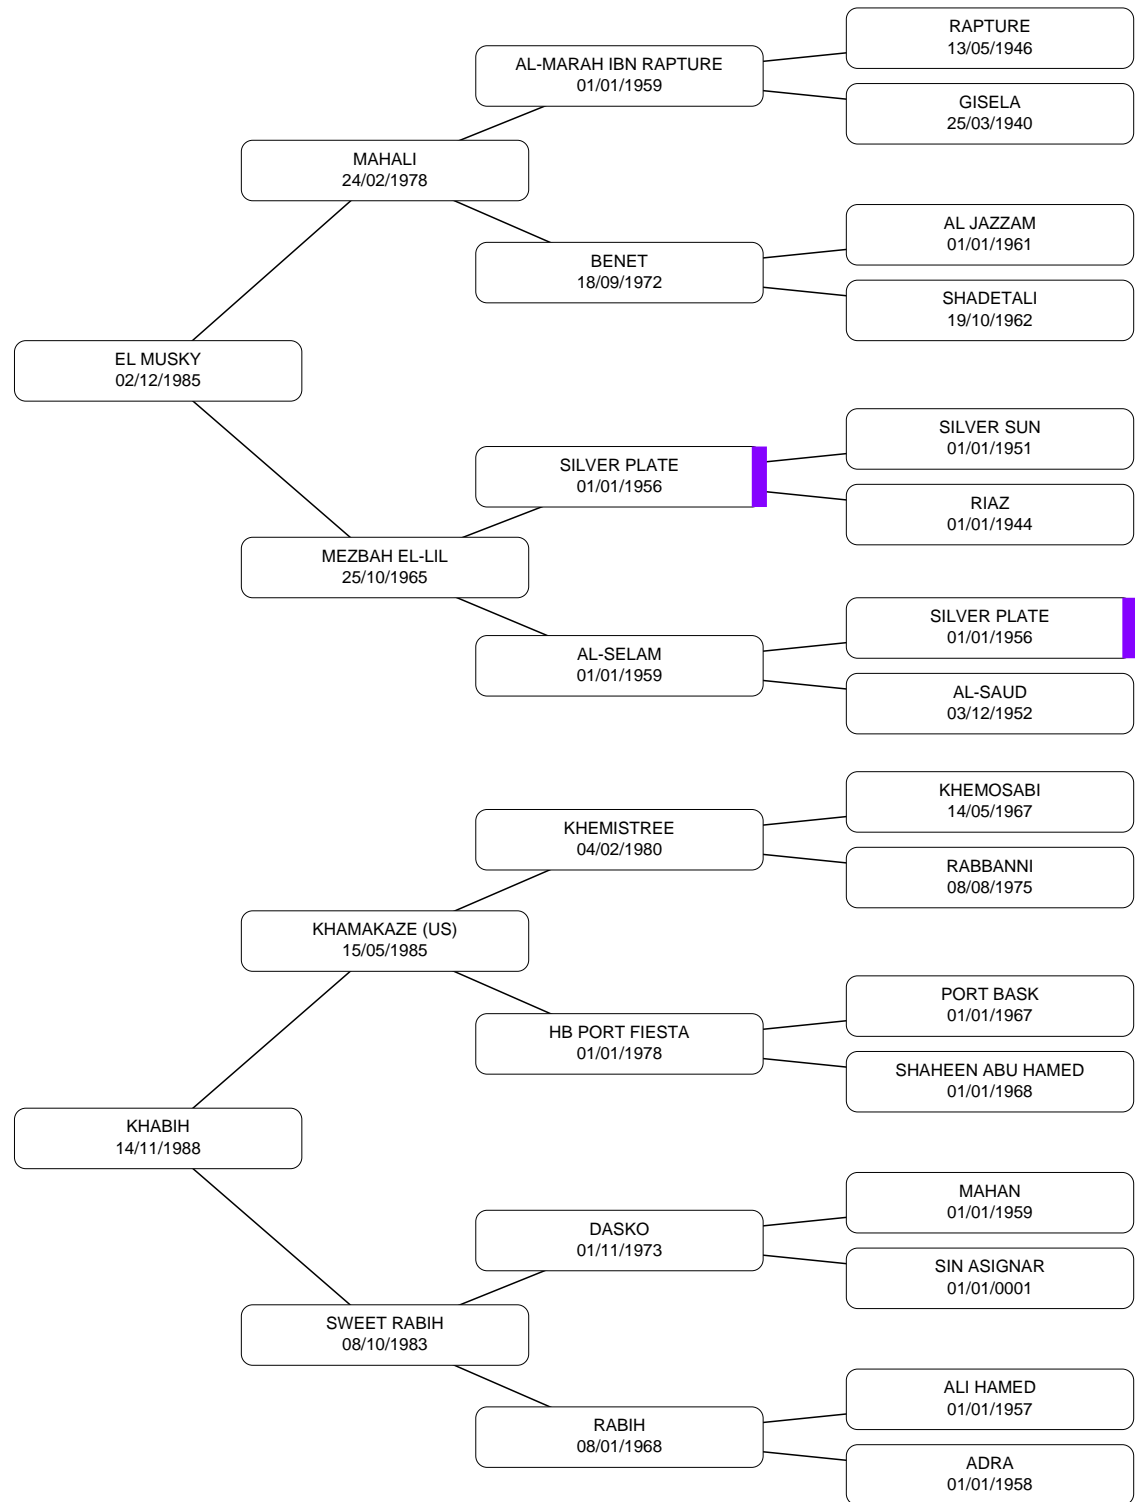 RAPTURE
13/05/1946
AL-MARAH IBN RAPTURE
01/01/1959
GISELA
25/03/1940
MAHALI
24/02/1978
AL JAZZAM
01/01/1961
BENET
18/09/1972
SHADETALI
19/10/1962
EL MUSKY
02/12/1985
SILVER SUN
01/01/1951
SILVER PLATE
01/01/1956
RIAZ
01/01/1944
MEZBAH EL-LIL
25/10/1965
SILVER PLATE
01/01/1956
AL-SELAM
01/01/1959
AL-SAUD
03/12/1952
KHEMOSABI
14/05/1967
KHEMISTREE
04/02/1980
RABBANNI
08/08/1975
KHAMAKAZE (US)
15/05/1985
PORT BASK
01/01/1967
HB PORT FIESTA
01/01/1978
SHAHEEN ABU HAMED
01/01/1968
KHABIH
14/11/1988
MAHAN
01/01/1959
DASKO
01/11/1973
SIN ASIGNAR
01/01/0001
SWEET RABIH
08/10/1983
ALI HAMED
01/01/1957
RABIH
08/01/1968
ADRA
01/01/1958